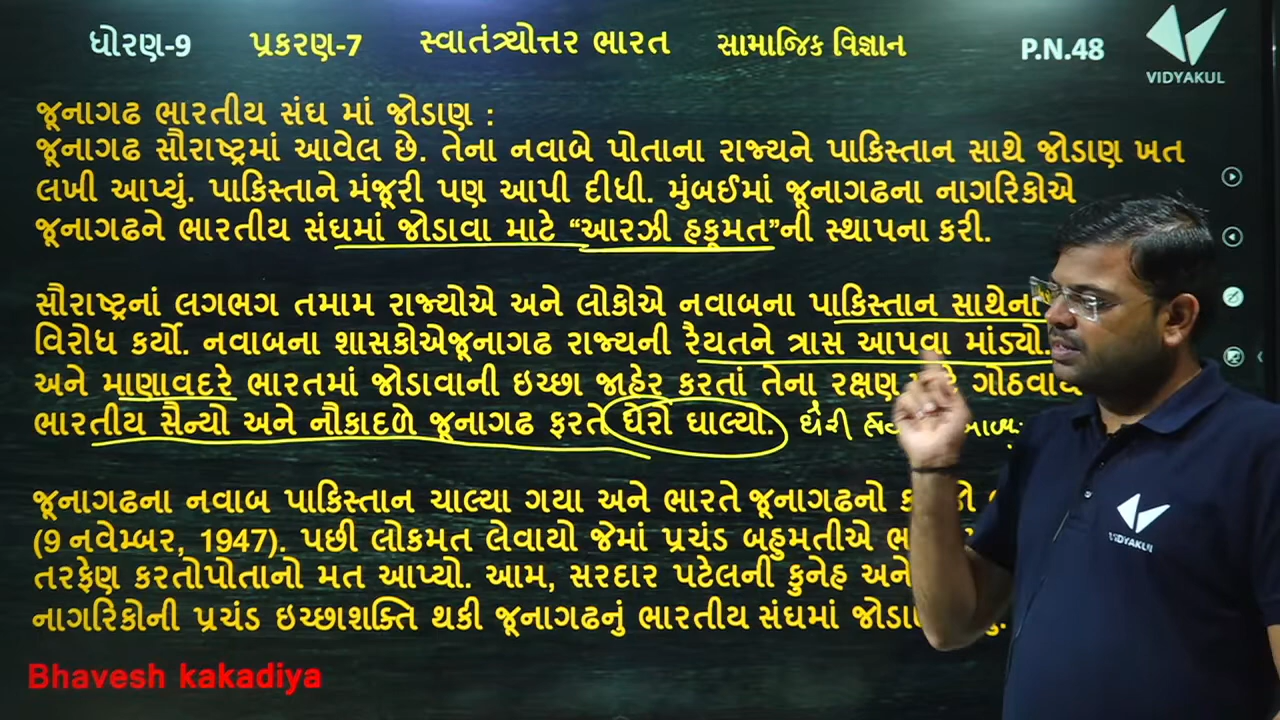 ધોરણ-9 પ્રકરણ-7 સ્વાતંત્ર્યોત્તર ભારત સામાજિક વિજ્ઞાન P.N.48
VIDYAKUL
જૂનાગઢ ભારતીય સંઘ માં જોડાણ :
જૂનાગઢ સૌરાષ્ટ્રમાં આવેલ છે. તેના નવાબે પોતાના રાજ્યને પાકિસ્તાન સાથે જોડાણ ખત
લખી આપ્યું. પાકિસ્તાને મંજૂરી પણ આપી દીધી. મુંબઈમાં જૂનાગઢના નાગરિકોએ
જૂનાગઢને ભારતીય સંઘમાં જોડાવા માટે “આરઝી હકૂમત”ની સ્થાપના કરી.
સૌરાષ્ટ્રનાં લગભગ તમામ રાજ્યોએ અને લોકોએ નવાબના પાકિસ્તાન સાથેના
વિરોધ કર્યો. નવાબના શાસકોએજૂનાગઢ રાજ્યની રૈયતને ત્રાસ આપવા માંડ્યો.
અને માણાવદરે ભારતમાં જોડાવાની ઇચ્છા જાહેર કરતાં તેના રક્ષણ
ભારતીય સૈન્યો અને નૌકાદળે જૂનાગઢ ફરતે ઘેરો ઘાલ્યો. ઘેરી
જૂનાગઢના નવાબ પાકિસ્તાન ચાલ્યા ગયા અને ભારતે જૂનાગઢનો
(9 નવેમ્બર, 1947). પછી લોકમત લેવાયો જેમાં પ્રચંડ બહુમતીએ
તરફેણ કરતોપોતાનો મત આપ્યો. આમ, સરદાર પટેલની કુનેહ અને
નાગરિકોની પ્રચંડ ઇચ્છાશક્તિ થકી જૂનાગઢનું ભારતીય સંઘમાં
VIDYAKUL
Bhavesh kakadiya